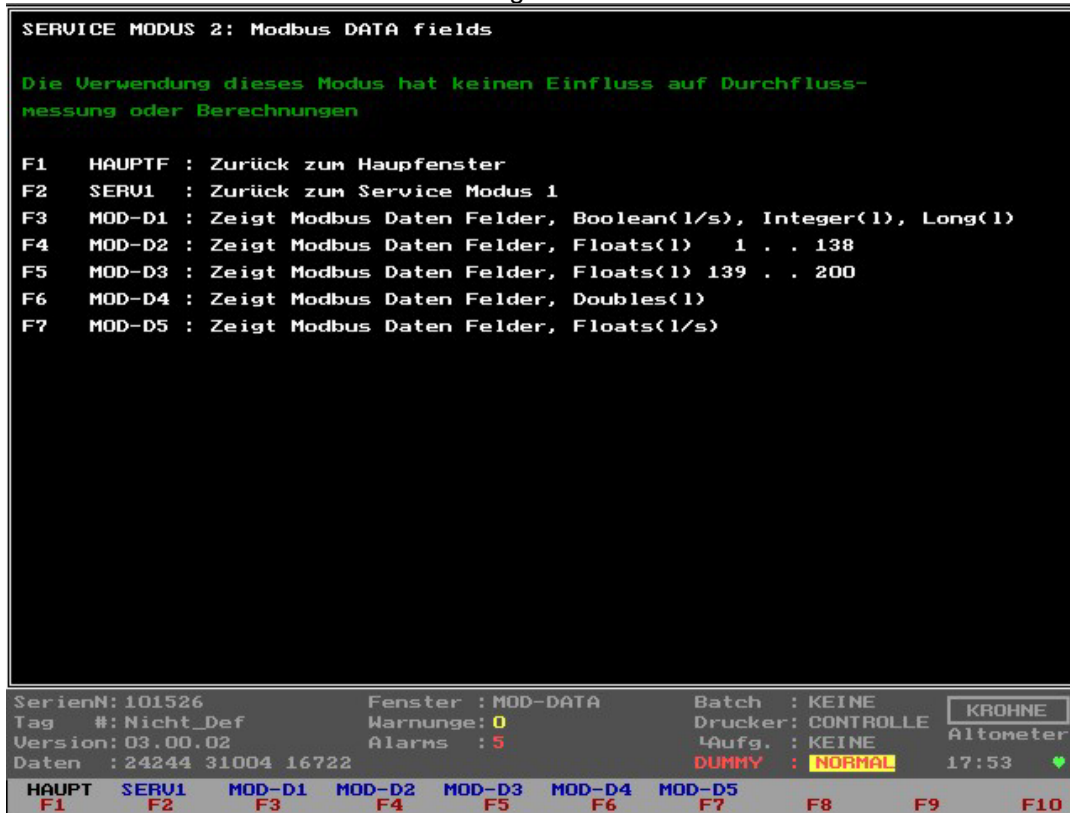 SERVICE MODUS 2: Modbus DATA fields
Die Verwendung dieses Modus hat keinen Einfluss auf Durchfluss-
messung oder Berechnungen
F1 HAUPTF : Zurück zum Haupfenster
F2 SERV1 : Zurück zum Service Modus 1
F3 MOD-D1 : Zeigt Modbus Daten Felder, Boolean(l/s), Integer(l), Long(l)
F4 MOD-D2 : Zeigt Modbus Daten Felder, Floats(l) 1 . . 138
F5 MOD-D3 : Zeigt Modbus Daten Felder, Floats(l) 139 . . 200
F6 MOD-D4 : Zeigt Modbus Daten Felder, Doubles(l)
F7 MOD-D5 : Zeigt Modbus Daten Felder, Floats(l/s)
SerienN: 101526 Fenster : MOD-DATA Batch : KEINE KROHNE
Tag #: Nicht_Def Warnunge: 0 Drucker: CONTROLLE
Version: 03.00.02 Alarms : 5 Aufg. : KEINE Altometer
Daten : 24244 31004 16722 DUMMY : NORMAL 17:53
HAUPT SERV1 MOD-D1 MOD-D2 MOD-D3 MOD-D4 MOD-D5
F1 F2 F3 F4 F5 F6 F7 F8 F9 F10